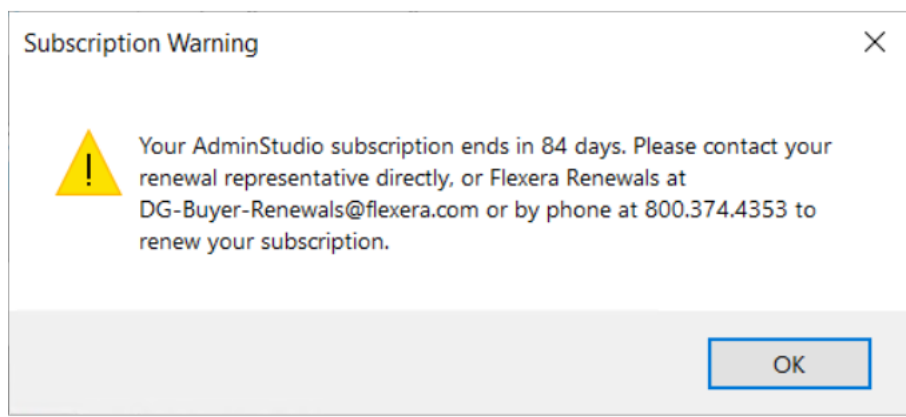 Subscription Warning
Your AdminStudio subscription ends in 84 days. Please contact your
renewal representative directly, or Flexera Renewals at
DG-Buyer-Renewals@flexera.com or by phone at 800.374.4353 to
renew your subscription.
OK